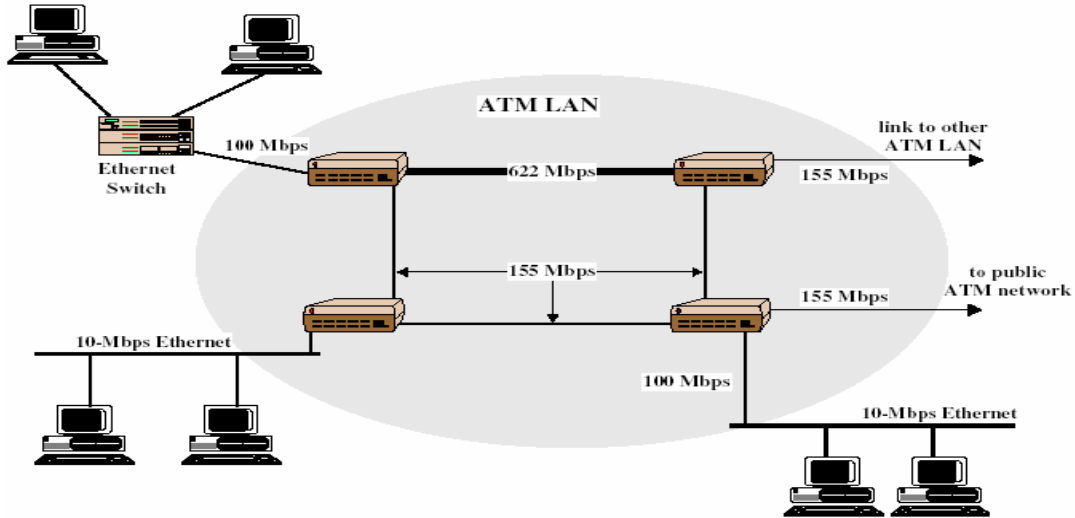 ATM LAN
link to other
ATM LAN
100 Mbps
Ethernet
Switch
622 Mbps
155 Mbps
155 Mbps
to public
ATM network
155 Mbps
10-Mbps Ethernet
100 Mbps
10-Mbps Ethernet